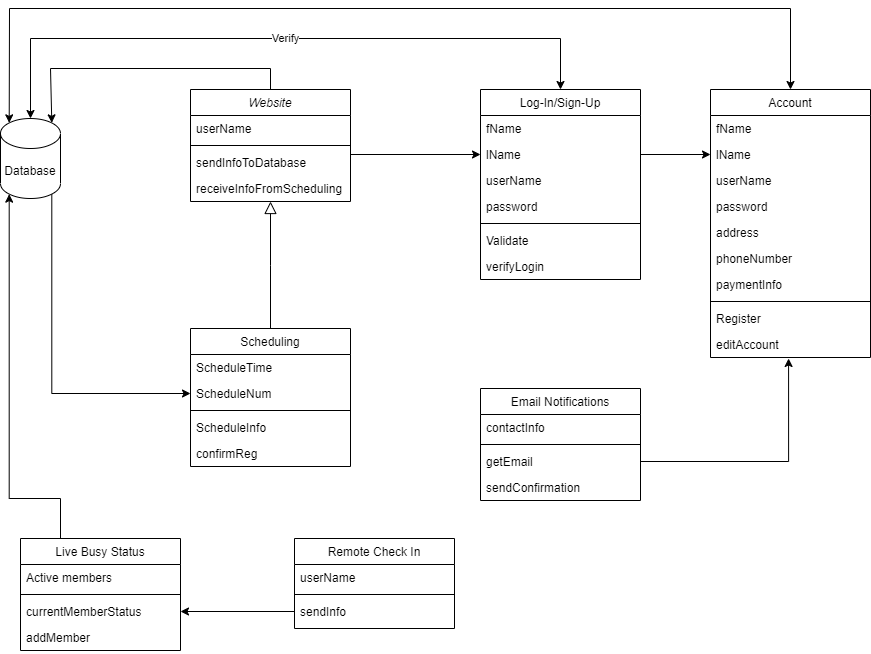 Verify
Database
Website
userName
sendInfoToDatabase
receiveInfoFromScheduling
Log-In/Sign-Up
fName
lName
userName
password
Validate
verifyLogin
Account
fName
lName
userName
password
address
phoneNumber
paymentInfo
Register
editAccount
Scheduling
ScheduleTime
ScheduleNum
ScheduleInfo
confirmReg
Email Notifications
contactInfo
getEmail
sendConfirmation
Live Busy Status
Active members
currentMemberStatus
addMember
Remote Check In
userName
sendInfo